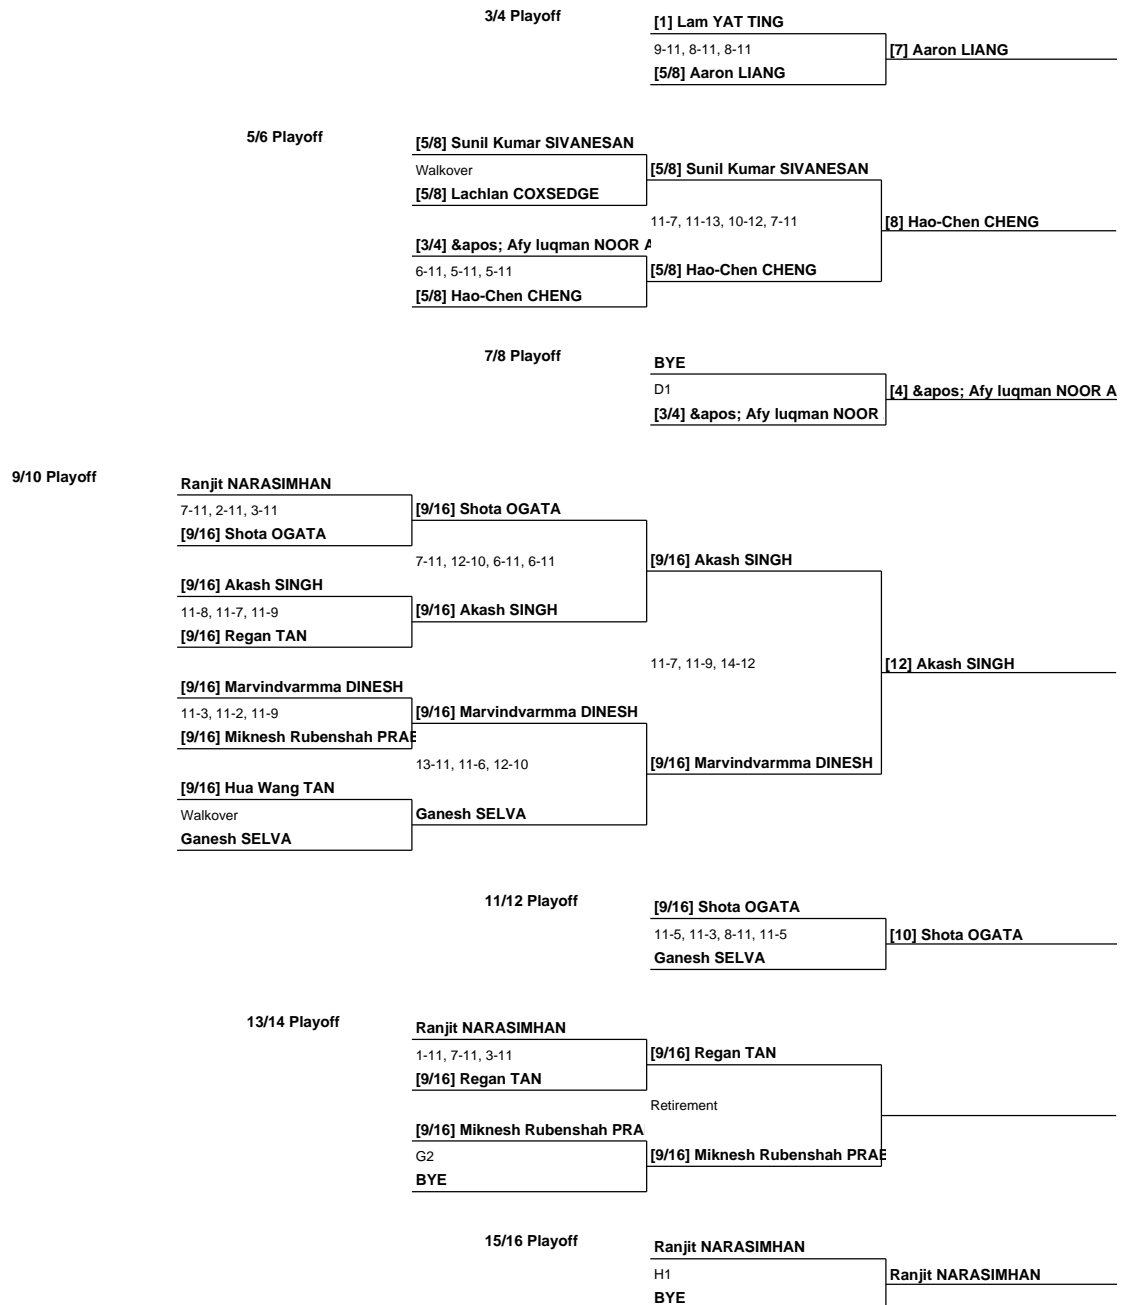 3/4 Playoff
[1] Lam YAT TING
9-11, 8-11, 8-11
[7] Aaron LIANG
[5/8] Aaron LIANG
5/6 Playoff
[5/8] Sunil Kumar SIVANESAN
Walkover
[5/8] Sunil Kumar SIVANESAN
[5/8] Lachlan COXSEDGE
11-7, 11-13, 10-12, 7-11
[8] Hao-Chen CHENG
[3/4] &apos; Afy luqman NOOR A
6-11, 5-11, 5-11
[5/8] Hao-Chen CHENG
[5/8] Hao-Chen CHENG
7/8 Playoff
BYE
D1
[4] &apos; Afy luqman NOOR A
[3/4] &apos; Afy luqman NOOR
9/10 Playoff
Ranjit NARASIMHAN
7-11, 2-11, 3-11
[9/16] Shota OGATA
[9/16] Shota OGATA
7-11, 12-10, 6-11, 6-11
[9/16] Akash SINGH
[9/16] Akash SINGH
11-8, 11-7, 11-9
[9/16] Akash SINGH
[9/16] Regan TAN
11-7, 11-9, 14-12
[12] Akash SINGH
[9/16] Marvindvarmma DINESH
11-3, 11-2, 11-9
[9/16] Marvindvarmma DINESH
[9/16] Miknesh Rubenshah PRAE
13-11, 11-6, 12-10
[9/16] Marvindvarmma DINESH
[9/16] Hua Wang TAN
Walkover
Ganesh SELVA
Ganesh SELVA
11/12 Playoff
[9/16] Shota OGATA
11-5, 11-3, 8-11, 11-5
[10] Shota OGATA
Ganesh SELVA
13/14 Playoff
Ranjit NARASIMHAN
1-11, 7-11, 3-11
[9/16] Regan TAN
[9/16] Regan TAN
Retirement
[9/16] Miknesh Rubenshah PRA
G2
[9/16] Miknesh Rubenshah PRAE
BYE
15/16 Playoff
Ranjit NARASIMHAN
H1
Ranjit NARASIMHAN
BYE